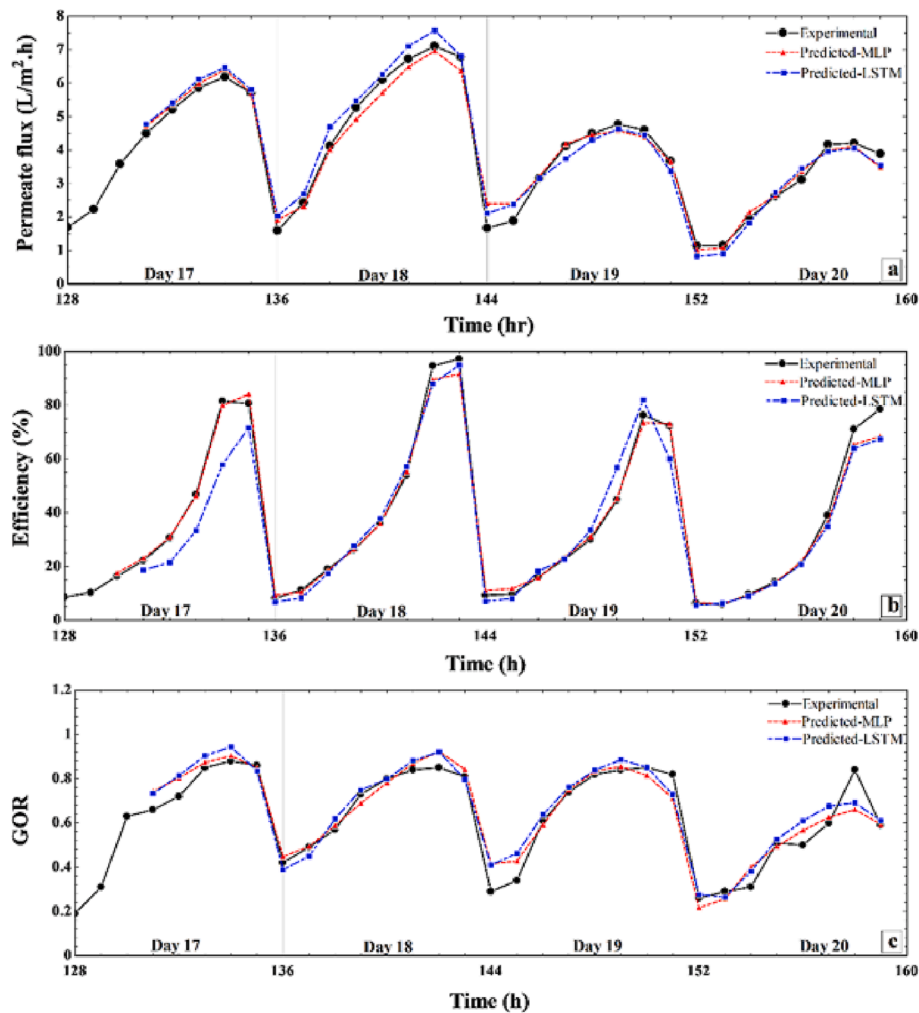 8
7
6
5
4
3
2
1
0
Permeate flux (L/m².h)
Experimental
Predicted-MLP
Predicted-LSTM
Day 17 Day 18 Day 19 Day 20
a
128 136 144 152 160
Time (hr)
100
80
60
40
20
0
Efficiency (%)
Experimental
Predicted-MLP
Predicted-LSTM
Day 17 Day 18 Day 19 Day 20
b
128 136 144 152 160
Time (h)
1.2
1
0.8
0.6
0.4
0.2
0
GOR
Experimental
Predicted-MLP
Predicted-LSTM
Day 17 Day 18 Day 19 Day 20
c
128 136 144 152 160
Time (h)